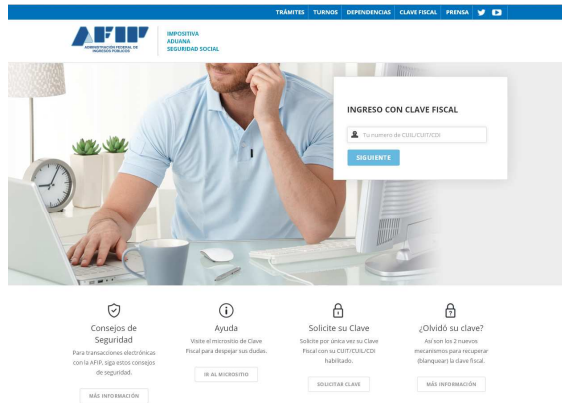 TRÁMITES TURNOS DEPENDENCIAS CLAVE FISCAL PRENSA
AFIP
ADMINISTRACIÓN FEDERAL DE
INGRESOS PÚBLICOS
IMPOSITIVA
ADUANA
SEGURIDAD SOCIAL
INGRESO CON CLAVE FISCAL
Tu número de CUIL/CUIT/CDI
SIGUIENTE
Consejos de
Seguridad
Para transacciones electrónicas
con la AFIP, siga estos consejos
de seguridad.
MÁS INFORMACIÓN
Ayuda
Visite el micrositio de Clave
Fiscal para despejar sus dudas.
IR AL MICROSITIO
Solicite su Clave
Solicite por única vez su Clave
Fiscal con su CUIT/CUIL/CDI
habilitado.
SOLICITAR CLAVE
¿Olvidó su clave?
Así son los 2 nuevos
mecanismos para recuperar
(blanquear) la clave fiscal.
MÁS INFORMACIÓN